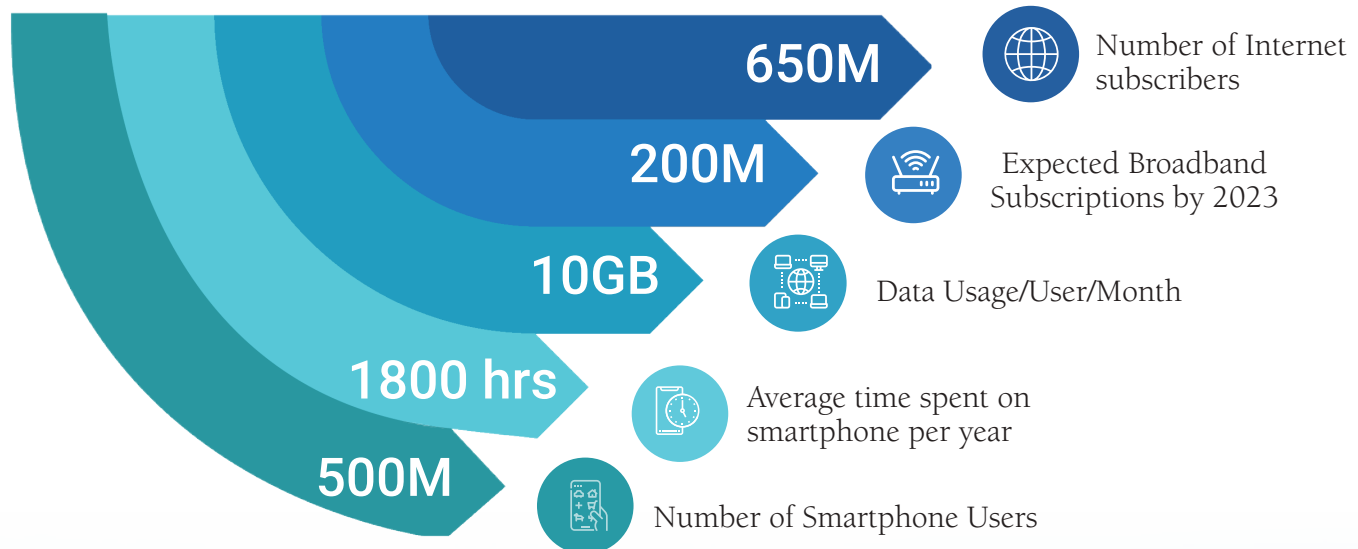 650M
Number of Internet
subscribers
200M
Expected Broadband
Subscriptions by 2023
10GB
Data Usage/User/Month
1800 hrs
Average time spent on
smartphone per year
500M
Number of Smartphone Users